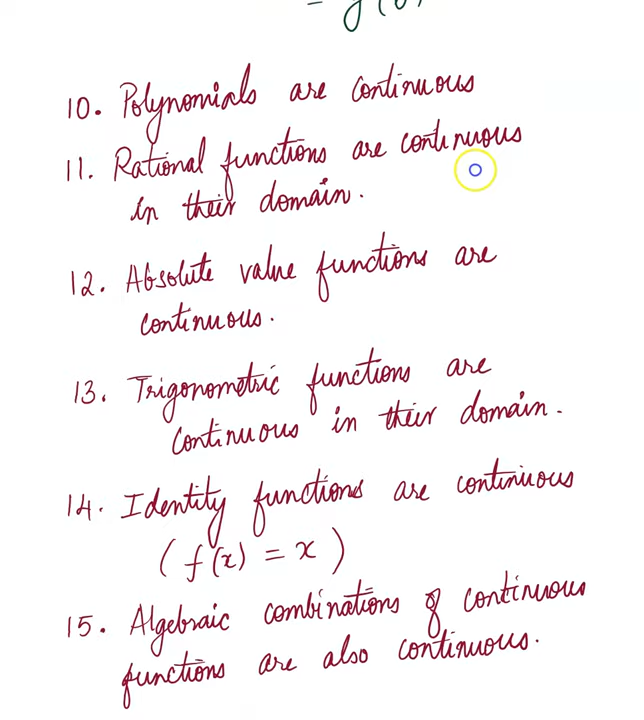 = g(0)
10. Polynomials are continuous
11. Rational functions are continuous
in their domain.
12. Absolute value functions are
continuous.
13. Trigonometric functions are
continuous in their domain.
14. Identity functions are continuous
(f(x) = x)
15. Algebraic combinations of continuous
functions are also continuous.